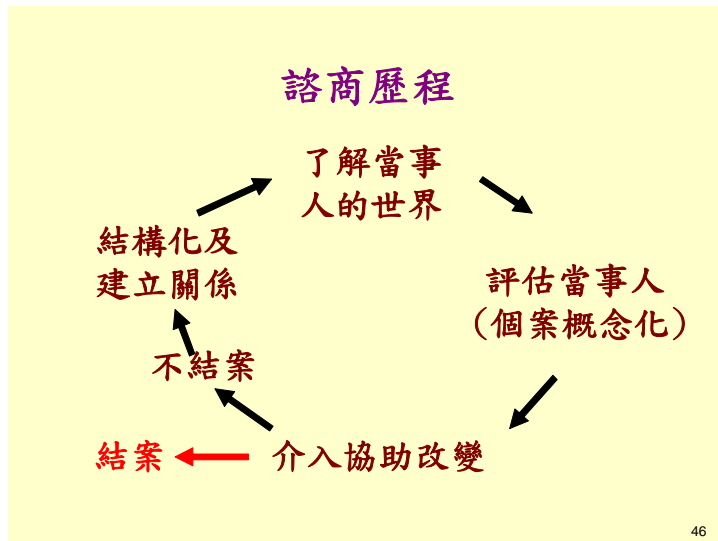 諮商歷程
了解當事
人的世界
結構化及
建立關係
評估當事人
（個案概念化）
不結案
結案
介入協助改變
46